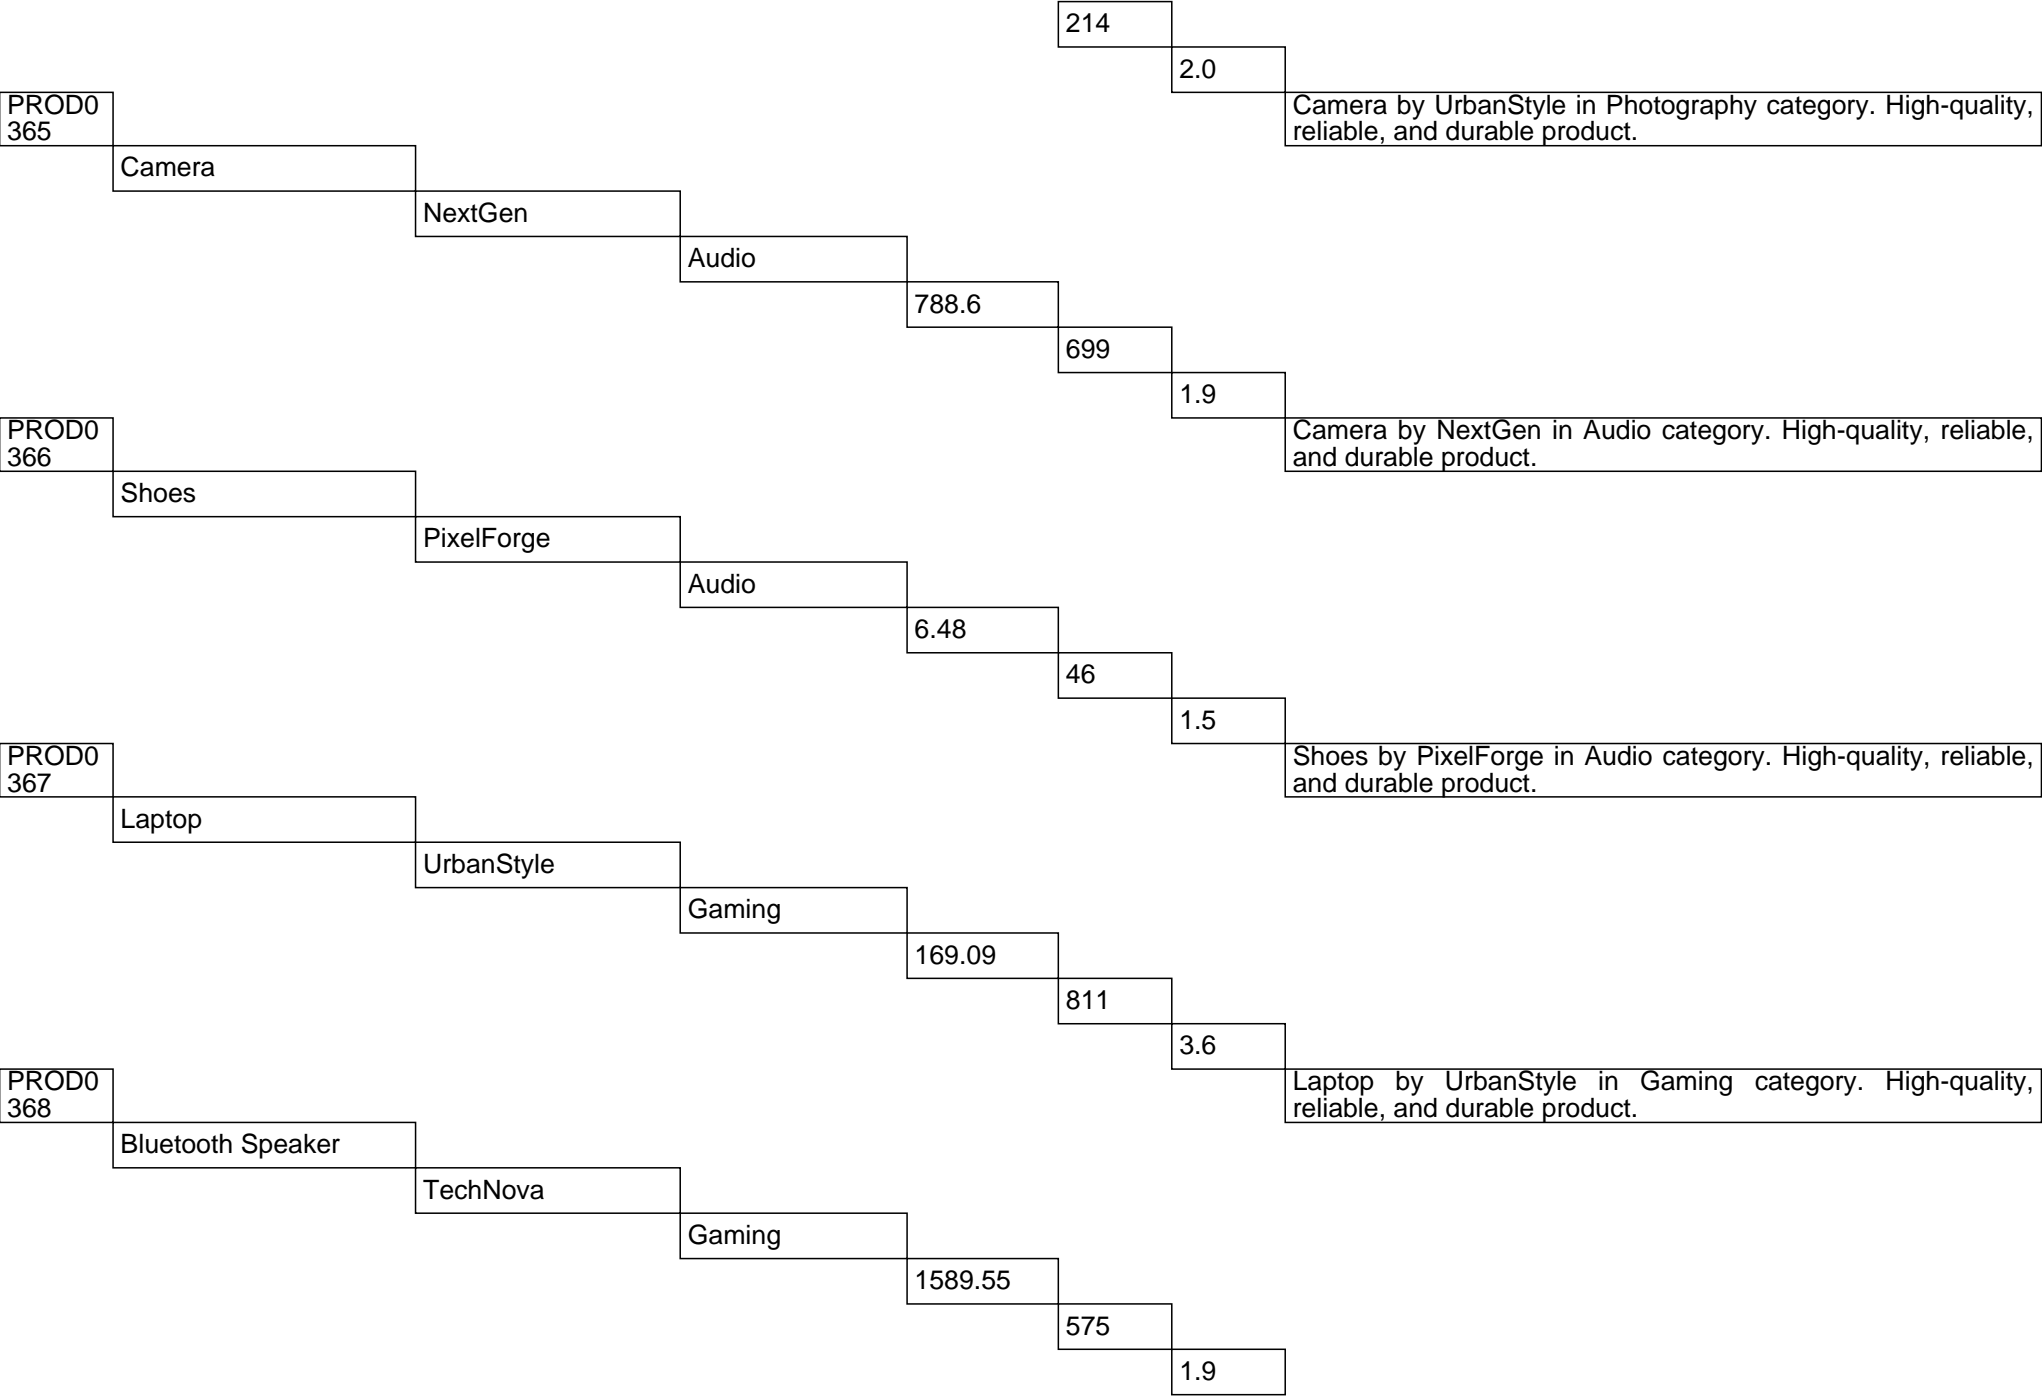 214
2.0
Camera by UrbanStyle in Photography category. High-quality,
reliable, and durable product.
PROD0
365
Camera
NextGen
Audio
788.6
699
1.9
Camera by NextGen in Audio category. High-quality, reliable,
and durable product.
PROD0
366
Shoes
PixelForge
Audio
6.48
46
1.5
Shoes by PixelForge in Audio category. High-quality, reliable,
and durable product.
PROD0
367
Laptop
UrbanStyle
Gaming
169.09
811
3.6
Laptop by UrbanStyle in Gaming category. High-quality,
reliable, and durable product.
PROD0
368
Bluetooth Speaker
TechNova
Gaming
1589.55
575
1.9